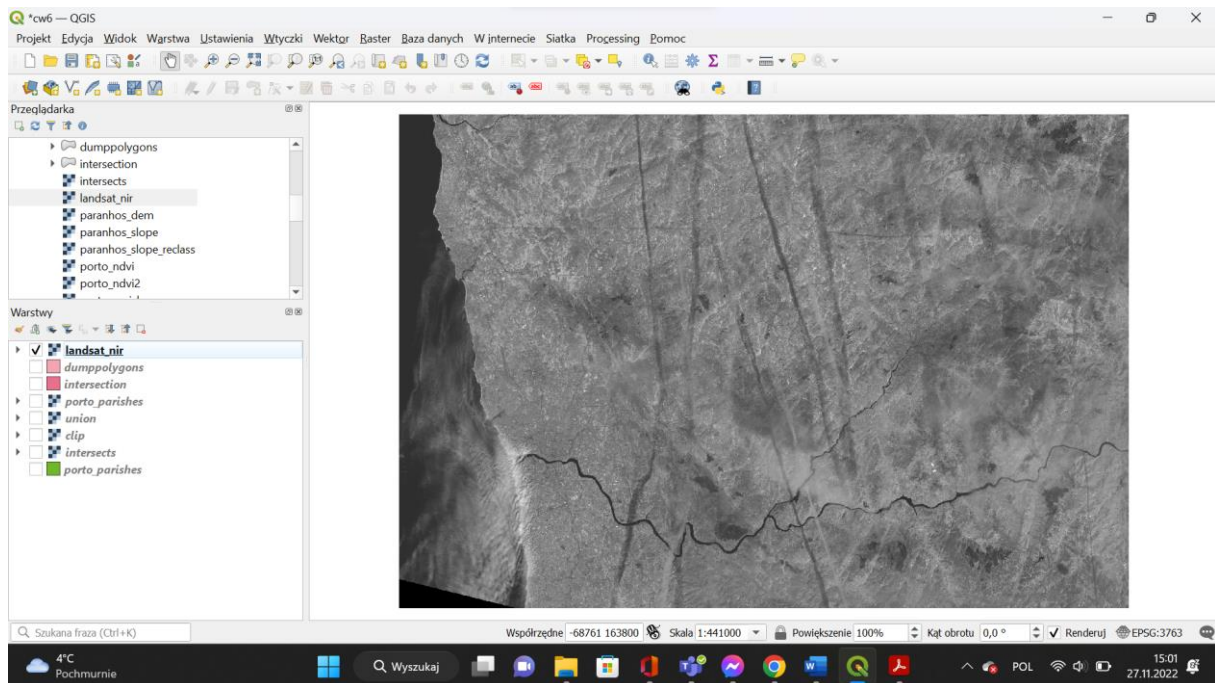 *cw6 — QGIS
Projekt Edycja Widok Warstwa Ustawienia Wtyczki Wektor Raster Baza danych W internecie Siatka Processing Pomoc
Przeglądarka
dumppolygons
intersection
intersects
landsat_nir
paranhos_dem
paranhos_slope
paranhos_slope_reclass
porto_ndvi
porto_ndvi2
Warstwy
landsat_nir
dumppolygons
intersection
porto_parishes
union
clip
intersects
porto_parishes
Szukana fraza (Ctrl+K)
Współrzędne -68761 163800 Skala 1:441000 Powiększenie 100% Kąt obrotu 0,0 ° Renderuj EPSG:3763
4°C
Pochmurnie
Wyszukaj
POL
15:01
27.11.2022